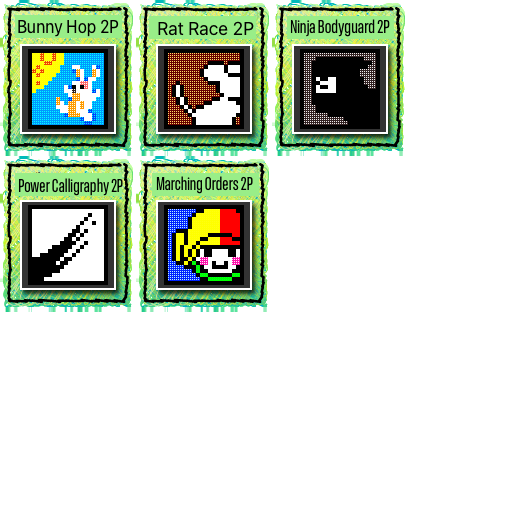 Bunny Hop 2P
Rat Race 2P
Ninja Bodyguard 2P
Power Calligraphy 2P
Marching Orders 2P